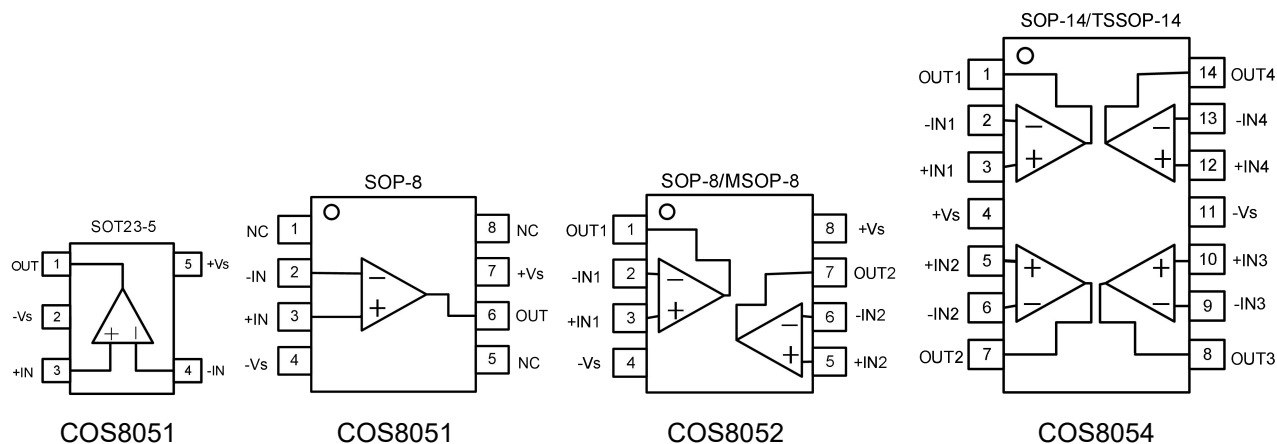 SOT23-5
OUT 1
5 +Vs
-Vs 2
+IN 3
4 -IN
+ −
COS8051
SOP-8
NC 1
8 NC
-IN 2
7 +Vs
+IN 3
6 OUT
-Vs 4
5 NC
−
+
COS8051
SOP-8/MSOP-8
OUT1 1
8 +Vs
-IN1 2
7 OUT2
+IN1 3
6 -IN2
-Vs 4
5 +IN2
−
+
−
+
COS8052
SOP-14/TSSOP-14
OUT1 1
14 OUT4
-IN1 2
13 -IN4
+IN1 3
12 +IN4
+Vs 4
11 -Vs
+IN2 5
10 +IN3
-IN2 6
9 -IN3
OUT2 7
8 OUT3
− −
+ +
+ +
− −
COS8054